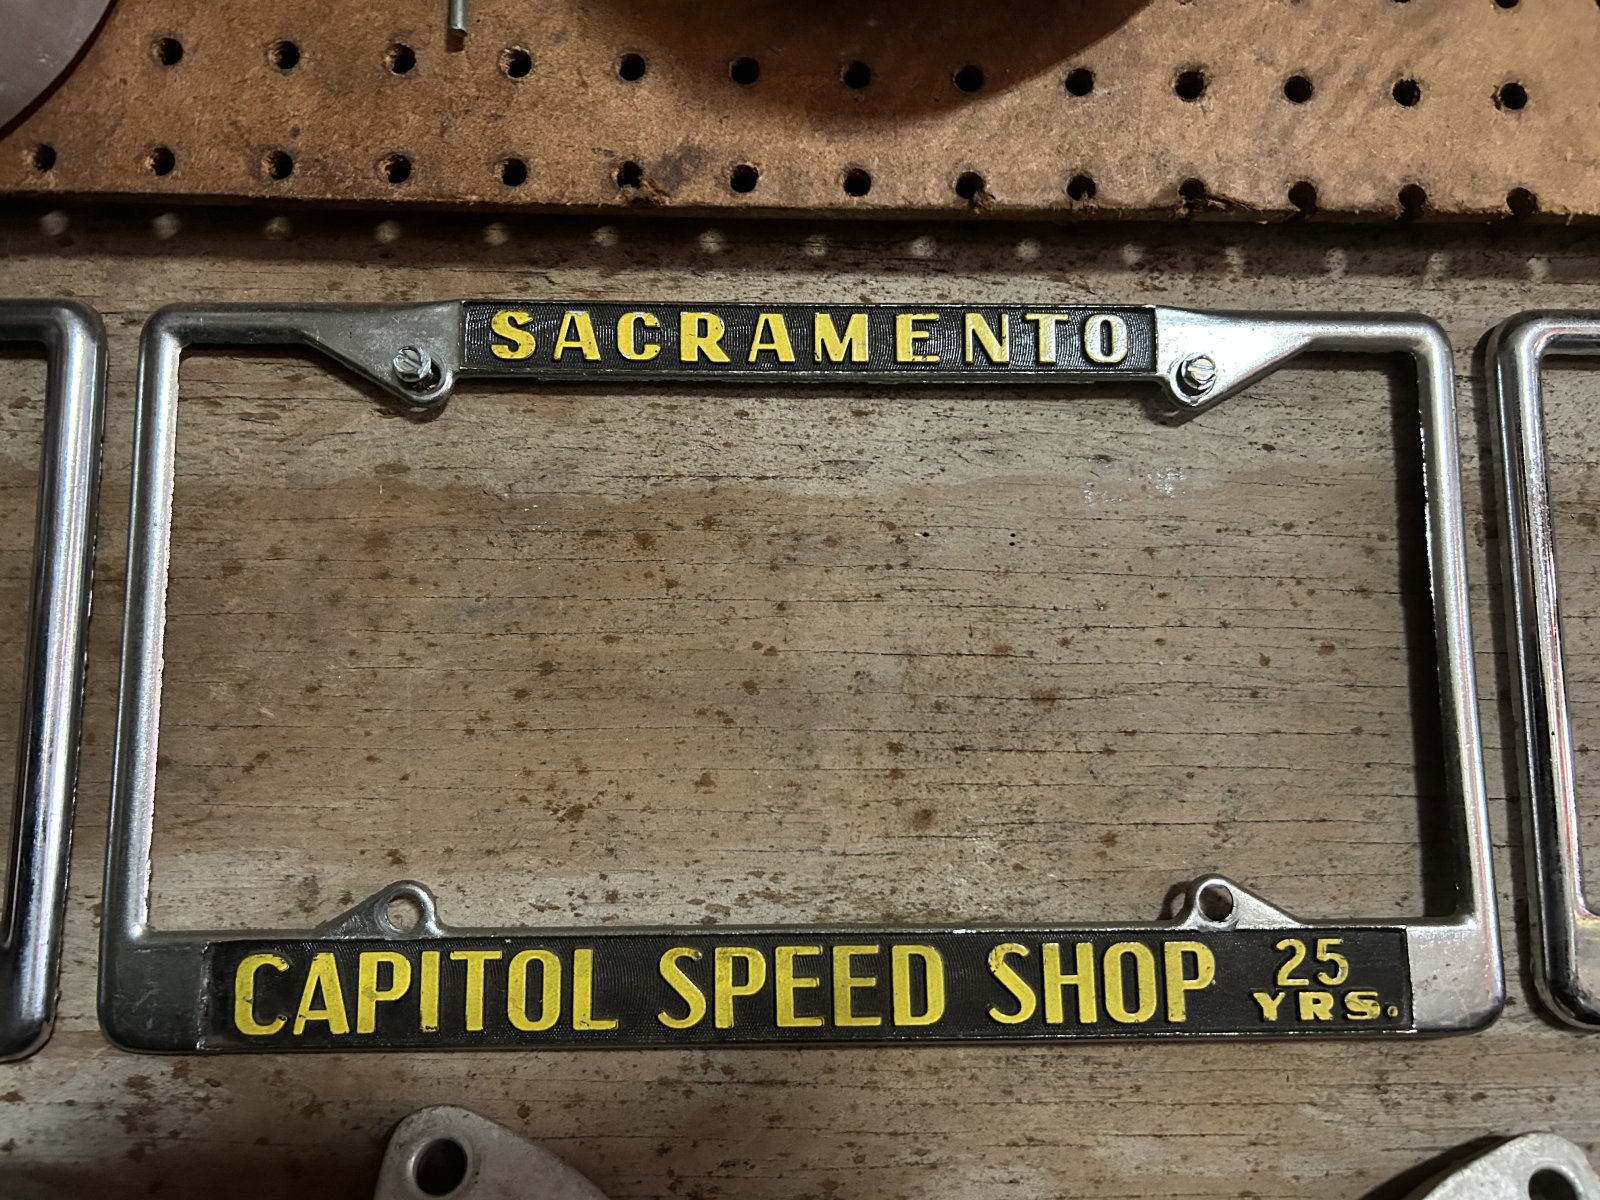 SACRAMENTO
CAPITOL SPEED SHOP 25 YRS.